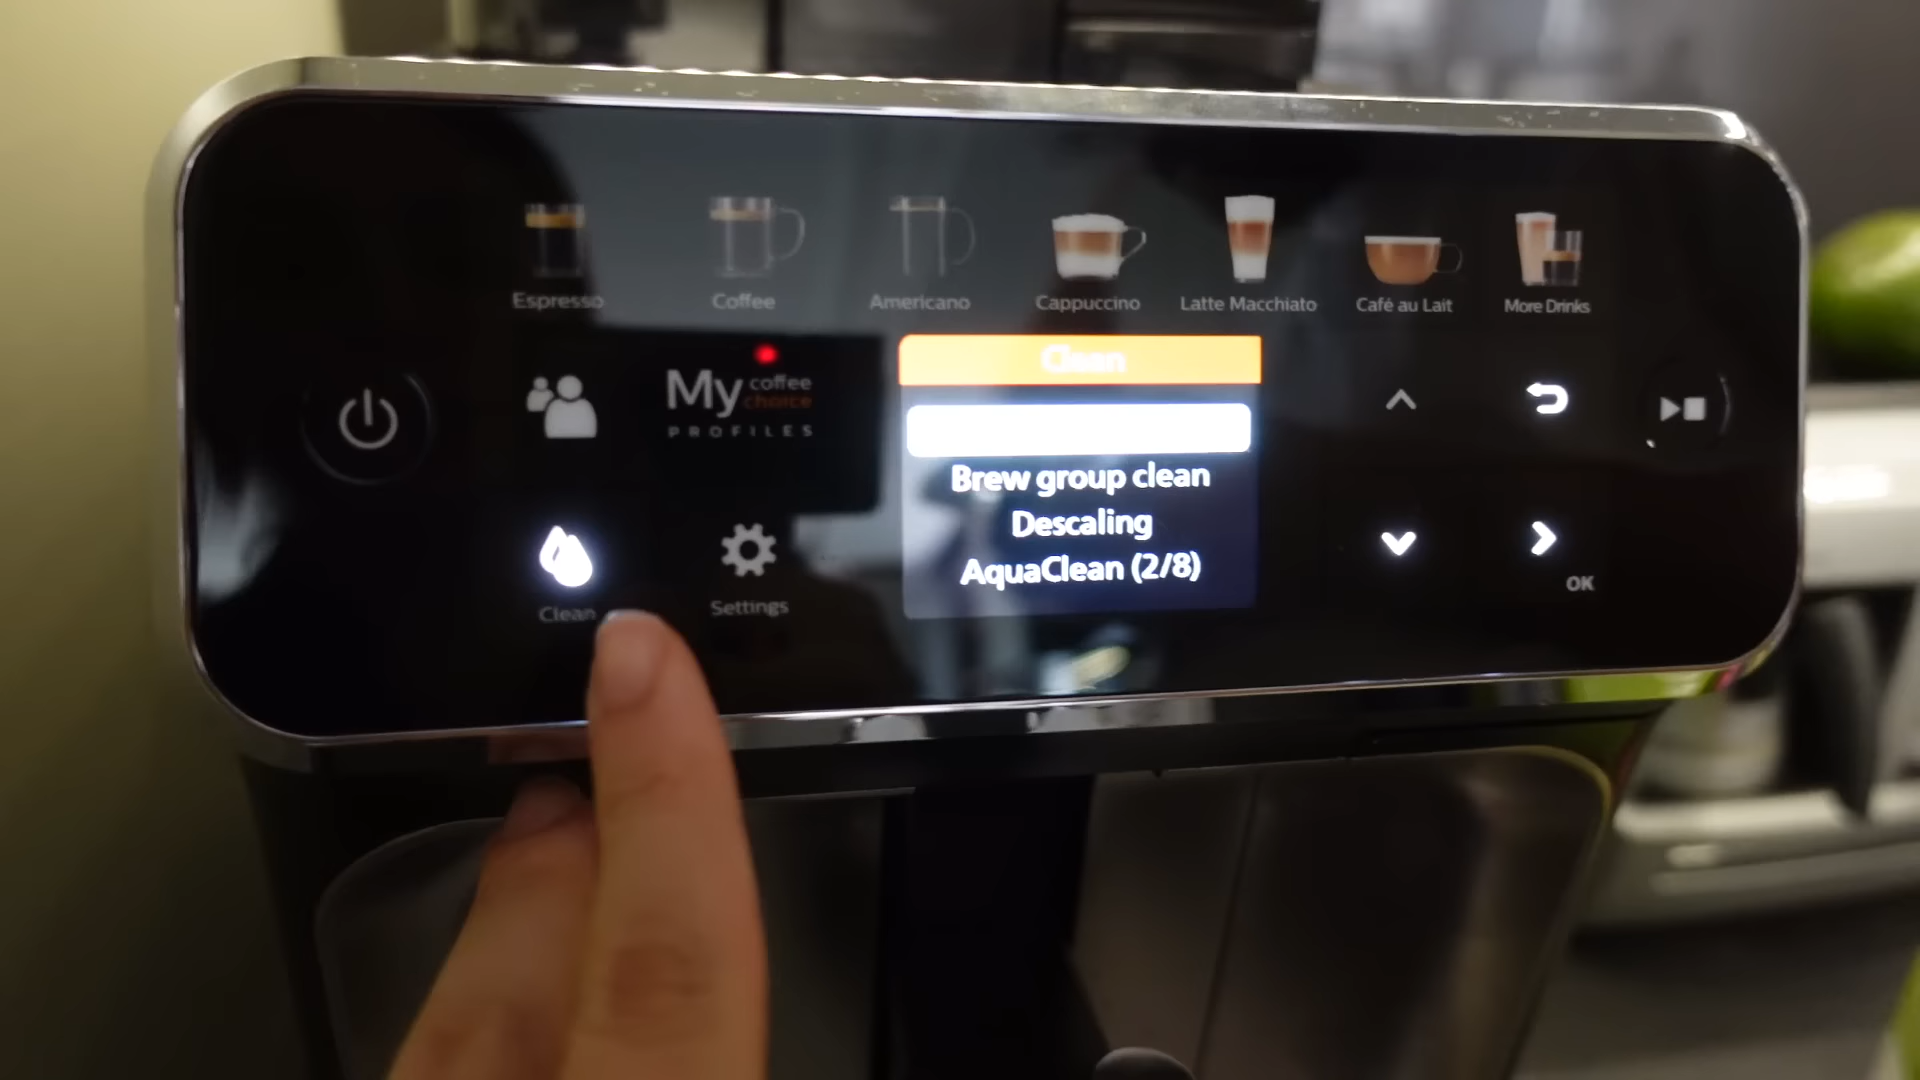 Espresso
Coffee
Americano
Cappuccino
Latte Macchiato
Café au Lait
More Drinks
My coffee choice
PROFILES
Clean
Brew group clean
Descaling
AquaClean (2/8)
Clean
Settings
OK